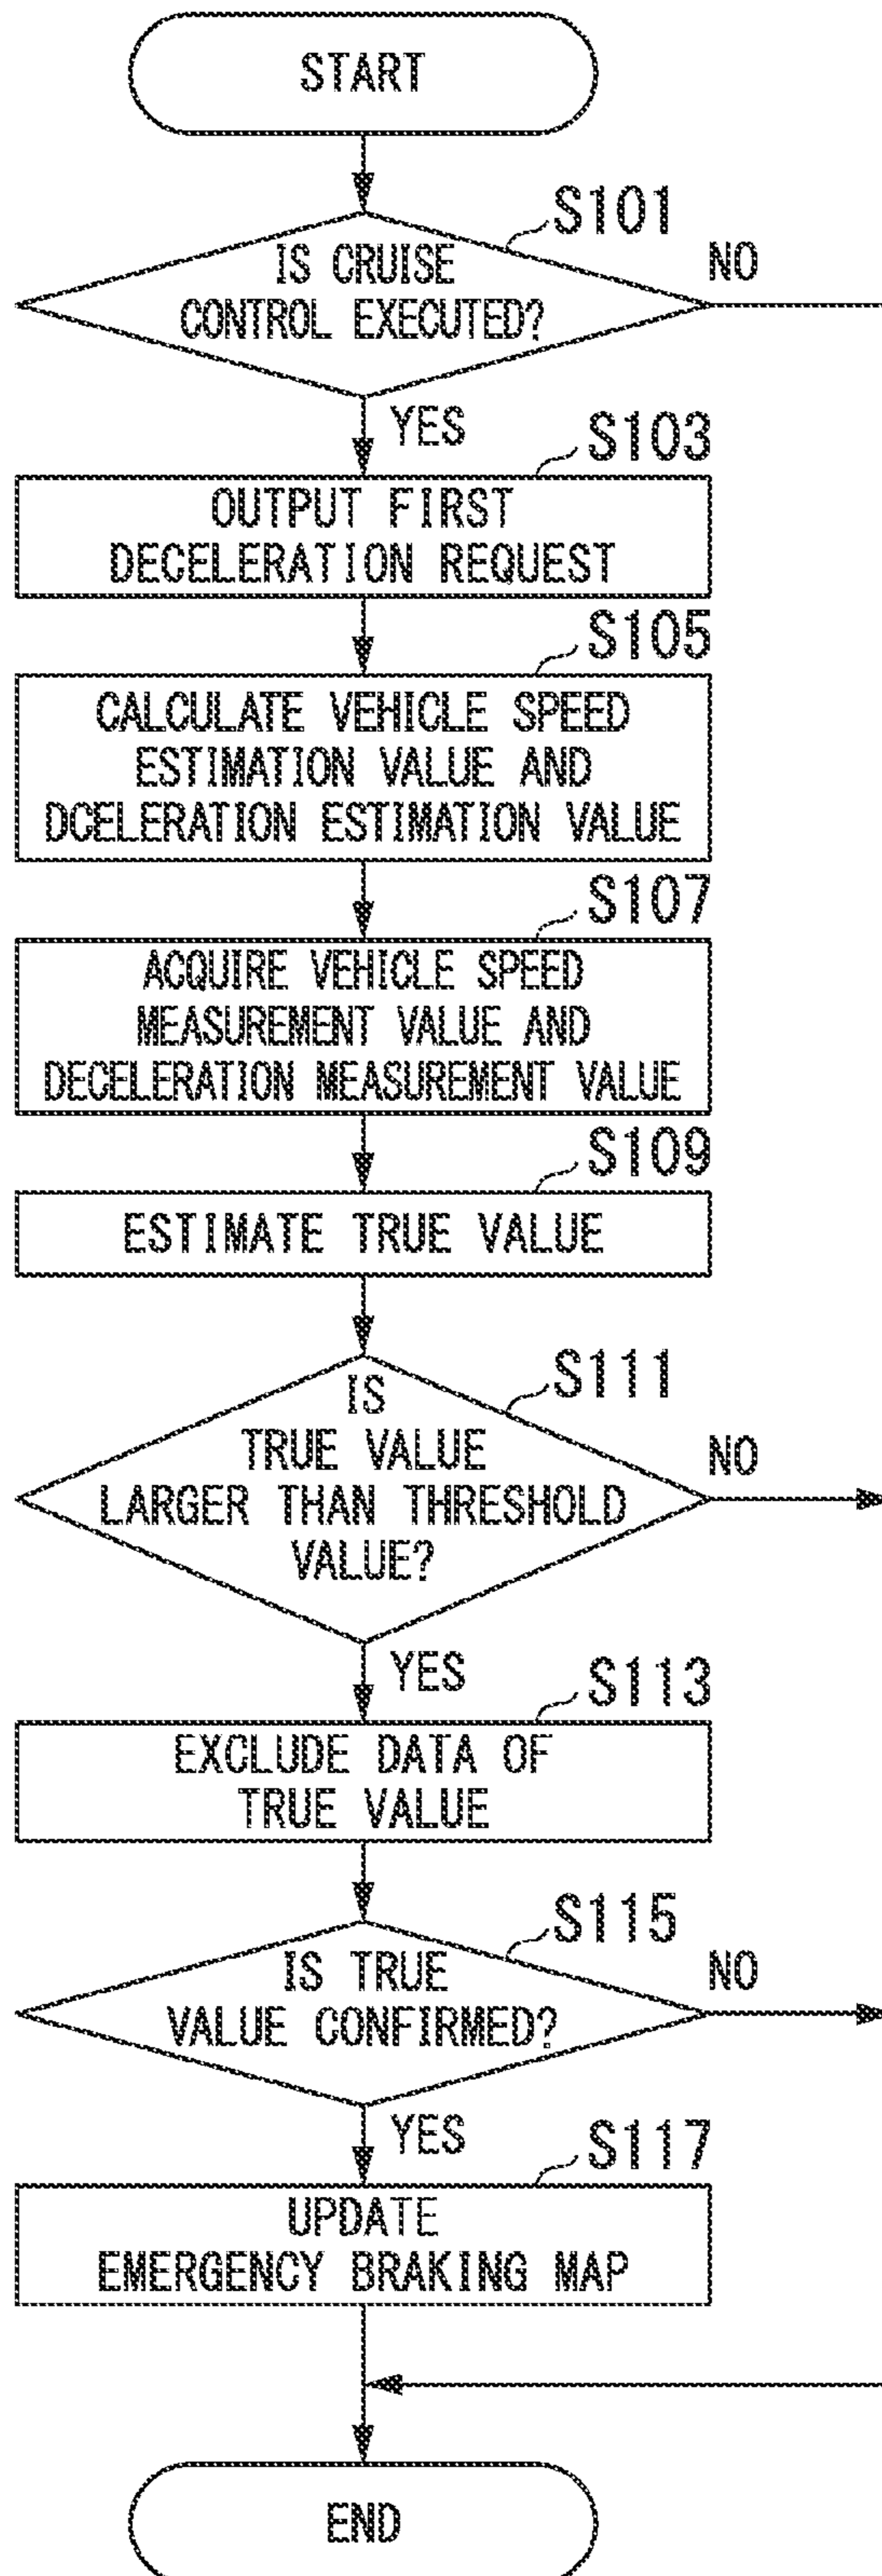 START
S101
IS CRUISE
CONTROL EXECUTED?
NO
YES
S103
OUTPUT FIRST
DECELERATION REQUEST
S105
CALCULATE VEHICLE SPEED
ESTIMATION VALUE AND
DCELERATION ESTIMATION VALUE
S107
ACQUIRE VEHICLE SPEED
MEASUREMENT VALUE AND
DECELERATION MEASUREMENT VALUE
S109
ESTIMATE TRUE VALUE
S111
IS
TRUE VALUE
LARGER THAN THRESHOLD
VALUE?
NO
YES
S113
EXCLUDE DATA OF
TRUE VALUE
S115
IS TRUE
VALUE CONFIRMED?
NO
YES
S117
UPDATE
EMERGENCY BRAKING MAP
END